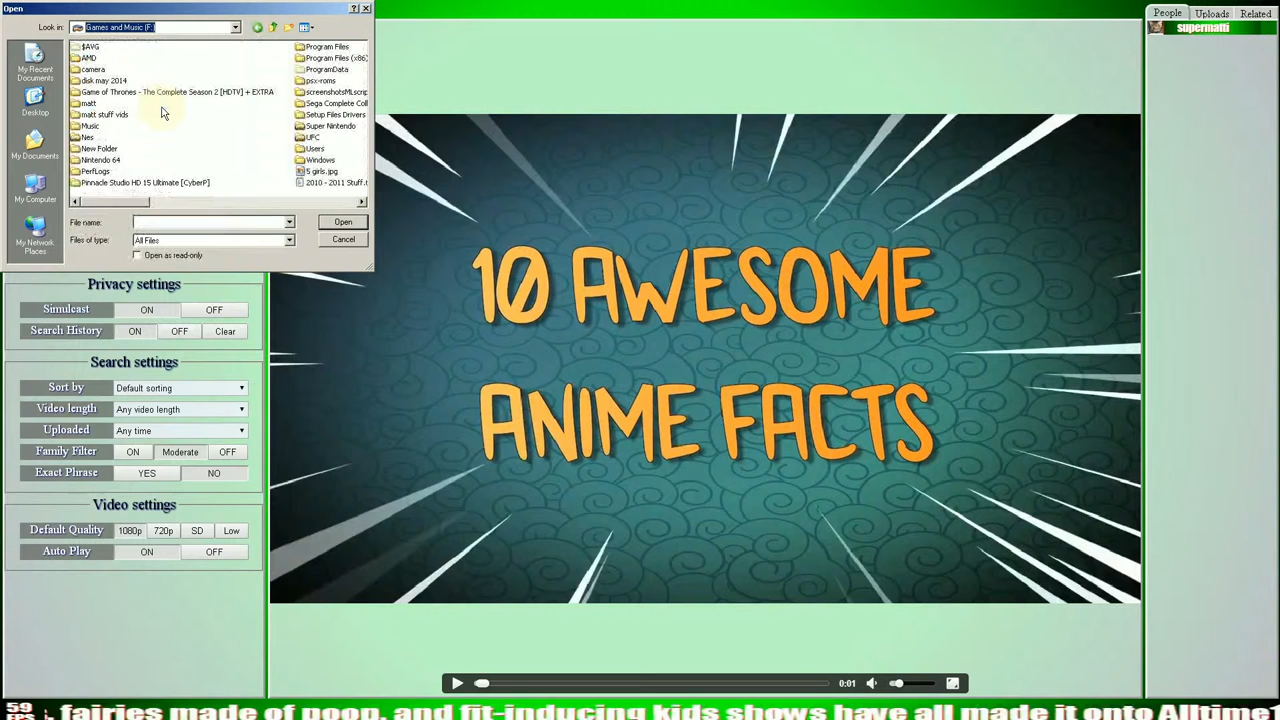 Open
Look in: Games and Music (F:)
My Recent Documents
Desktop
My Documents
My Computer
My Network Places
$AVG
AMD
camera
disk may 2014
Game of Thrones - The Complete Season 2 [HDTV] + EXTRA
matt
matt stuff vids
Music
Nes
New Folder
Nintendo 64
PerfLogs
Pinnacle Studio HD 15 Ultimate [CyberP]
Program Files
Program Files (x86)
ProgramData
psx-roms
screenshotsMLscrip
Sega Complete Coll
Setup Files Drivers
Super Nintendo
UFC
Users
Windows
5 girls.jpg
2010 - 2011 Stuff.t
File name: Open
Files of type: All Files Cancel
Open as read-only
Privacy settings
Simulcast ON OFF
Search History ON OFF Clear
Search settings
Sort by Default sorting
Video length Any video length
Uploaded Any time
Family Filter ON Moderate OFF
Exact Phrase YES NO
Video settings
Default Quality 1080p 720p SD Low
Auto Play ON OFF
10 AWESOME
ANIME FACTS
0:01
People Uploads Related
supermatti
fairies made of poop, and fit-inducing kids shows have all made it onto Alltime